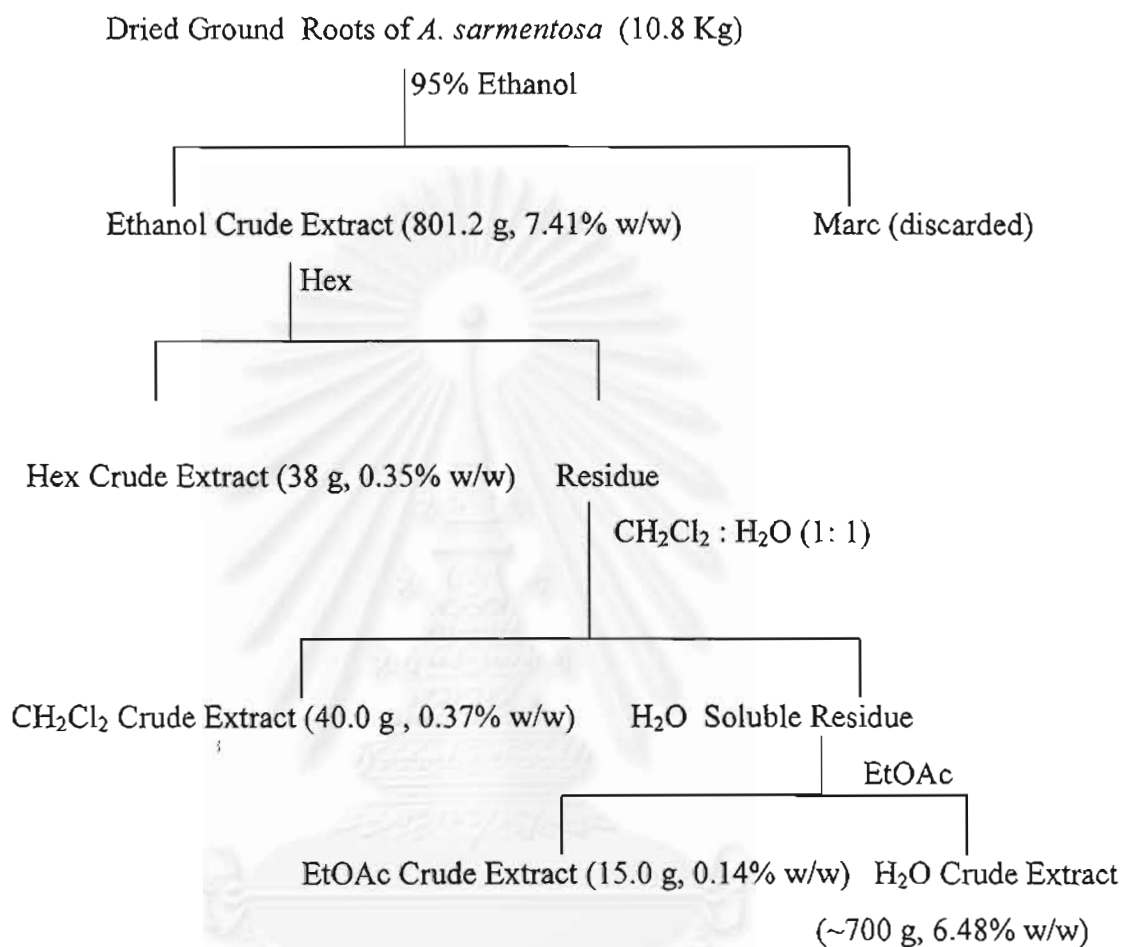 Dried Ground Roots of A. sarmentosa (10.8 Kg)
95% Ethanol
Ethanol Crude Extract (801.2 g, 7.41% w/w) Marc (discarded)
Hex
Hex Crude Extract (38 g, 0.35% w/w) Residue
CH₂Cl₂ : H₂O (1: 1)
CH₂Cl₂ Crude Extract (40.0 g , 0.37% w/w) H₂O Soluble Residue
EtOAc
EtOAc Crude Extract (15.0 g, 0.14% w/w) H₂O Crude Extract
(~700 g, 6.48% w/w)